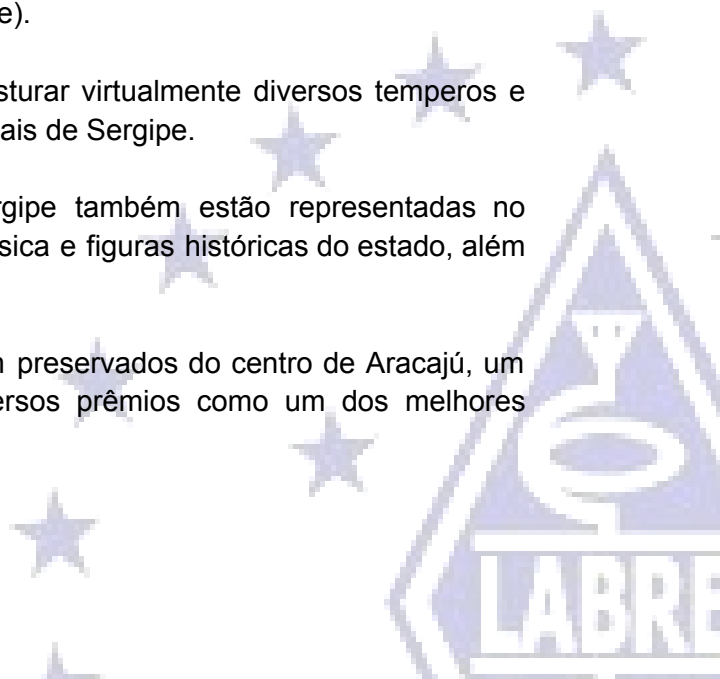 e).
sturar virtualmente diversos temperos e
ais de Sergipe.
rgipe também estão representadas no
sica e figuras históricas do estado, além
n preservados do centro de Aracajú, um
ersos prêmios como um dos melhores
LABRE